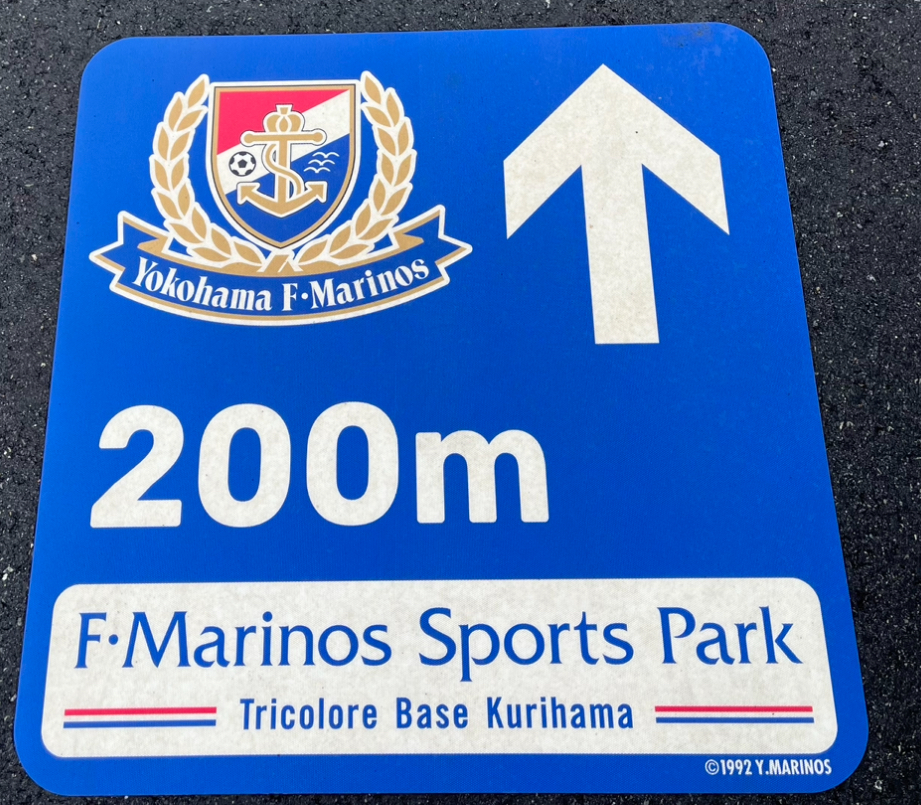 Yokohama F·Marinos
200m
F·Marinos Sports Park
Tricolore Base Kurihama
©1992 Y.MARINOS